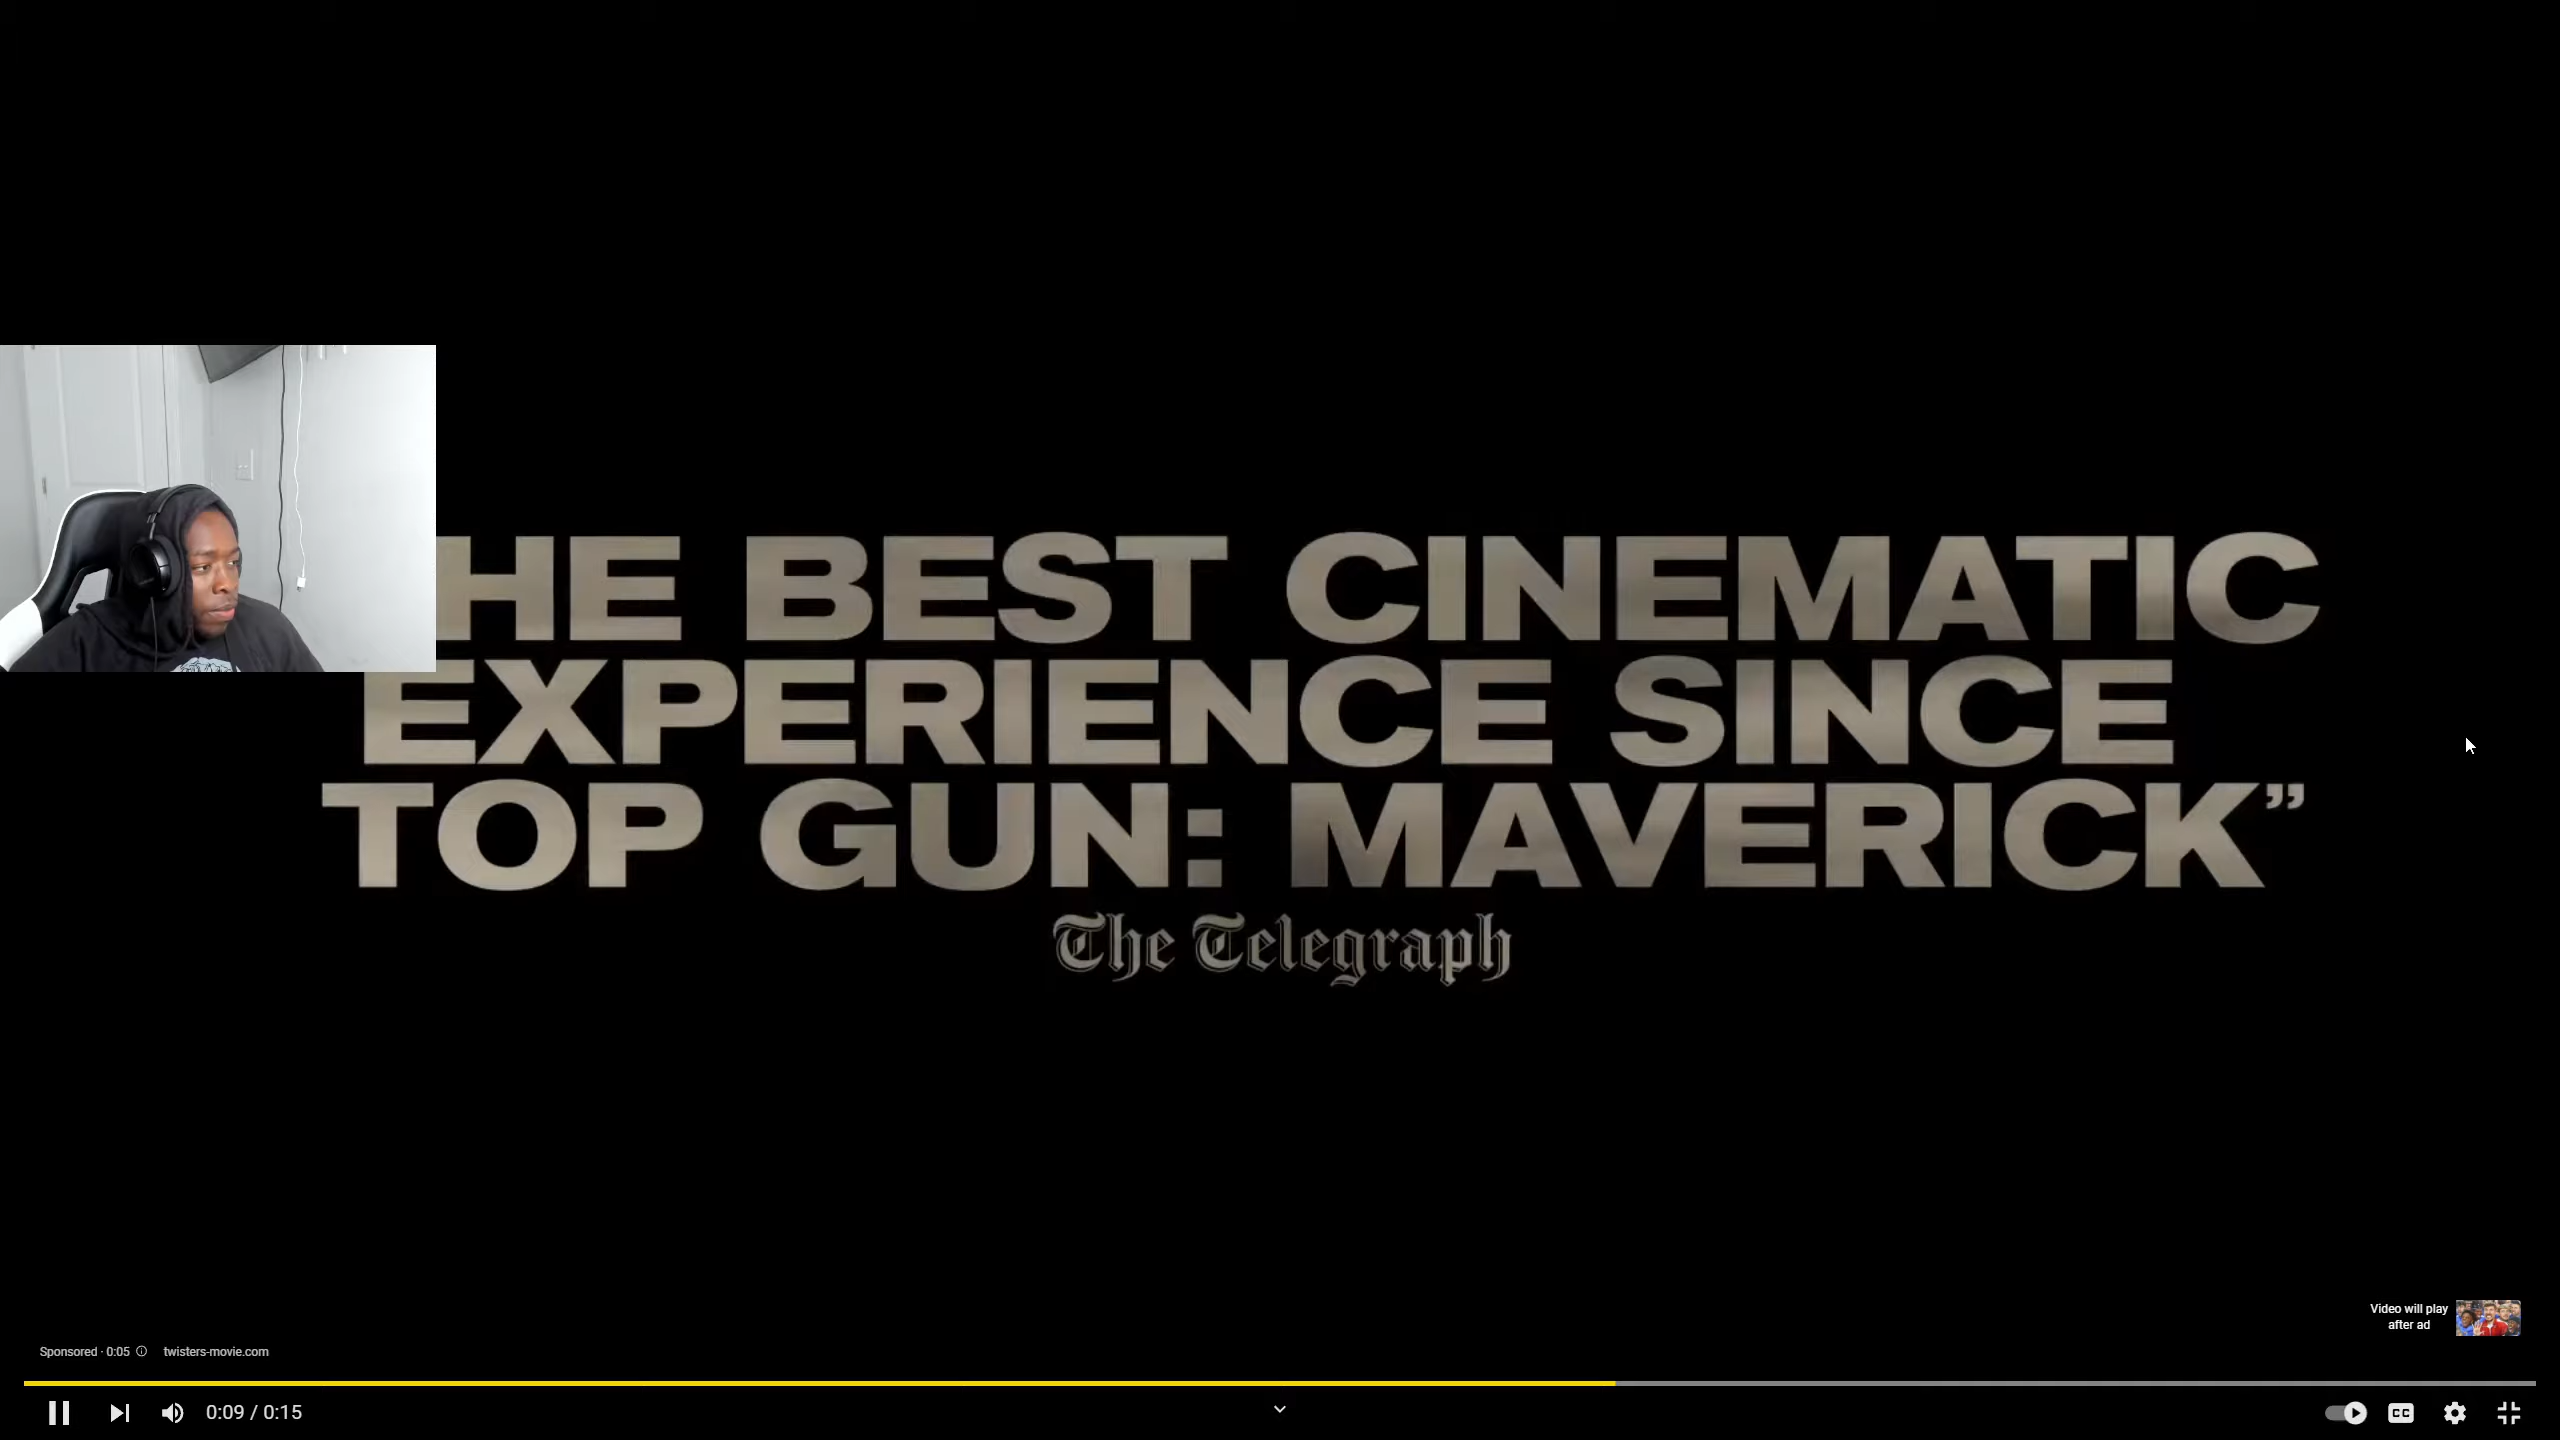 HE BEST CINEMATIC
EXPERIENCE SINCE
TOP GUN: MAVERICK”
The Telegraph
Video will play
after ad
Sponsored · 0:05 twisters-movie.com
0:09 / 0:15
CC